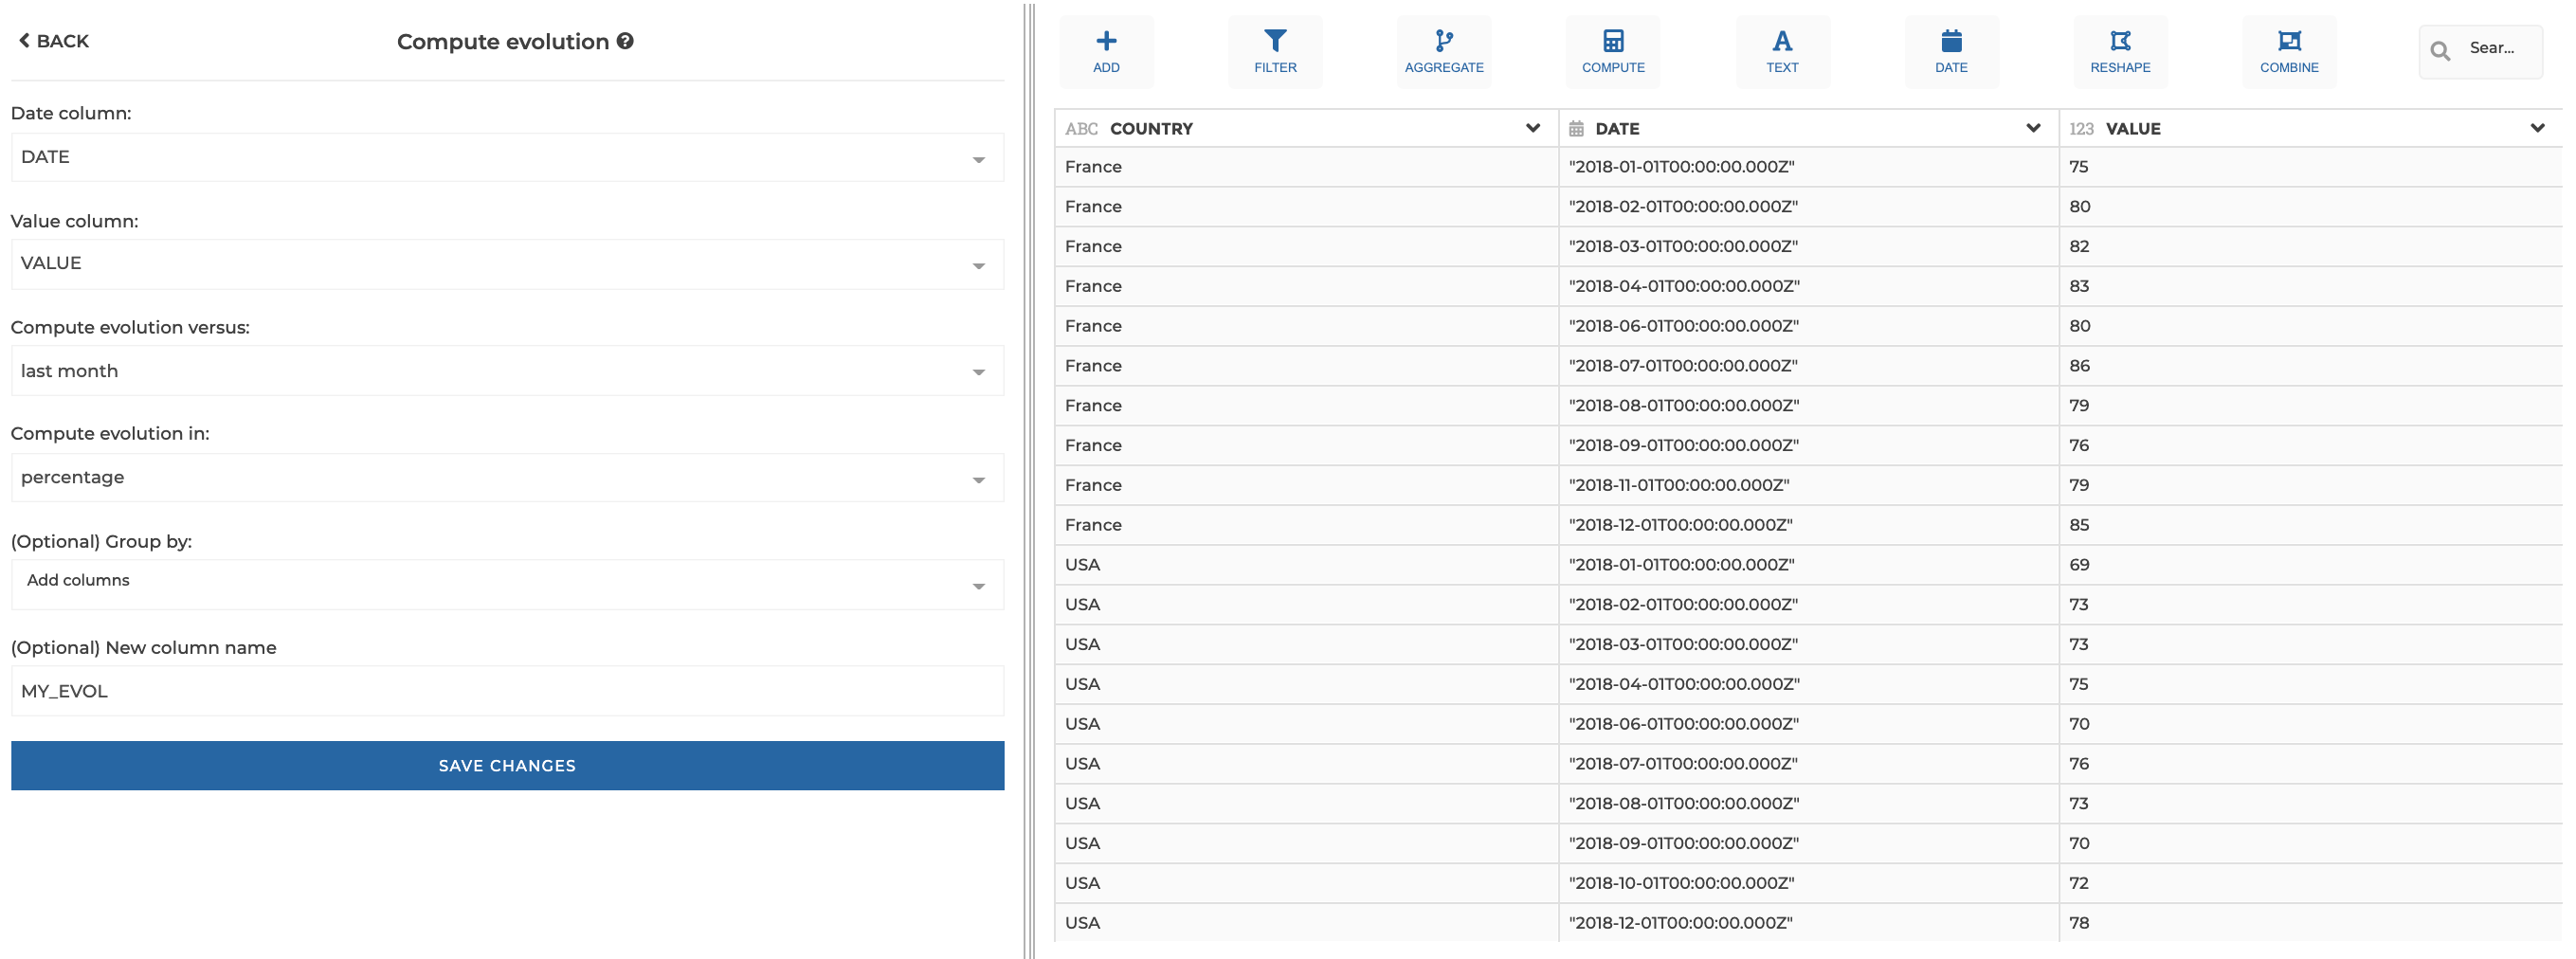 BACK
Compute evolution
Date column:
DATE
Value column:
VALUE
Compute evolution versus:
last month
Compute evolution in:
percentage
(Optional) Group by:
Add columns
(Optional) New column name
MY_EVOL
SAVE CHANGES
ADD FILTER AGGREGATE COMPUTE TEXT DATE RESHAPE COMBINE Sear...
ABC COUNTRY DATE 123 VALUE
France "2018-01-01T00:00:00.000Z" 75
France "2018-02-01T00:00:00.000Z" 80
France "2018-03-01T00:00:00.000Z" 82
France "2018-04-01T00:00:00.000Z" 83
France "2018-06-01T00:00:00.000Z" 80
France "2018-07-01T00:00:00.000Z" 86
France "2018-08-01T00:00:00.000Z" 79
France "2018-09-01T00:00:00.000Z" 76
France "2018-11-01T00:00:00.000Z" 79
France "2018-12-01T00:00:00.000Z" 85
USA "2018-01-01T00:00:00.000Z" 69
USA "2018-02-01T00:00:00.000Z" 73
USA "2018-03-01T00:00:00.000Z" 73
USA "2018-04-01T00:00:00.000Z" 75
USA "2018-06-01T00:00:00.000Z" 70
USA "2018-07-01T00:00:00.000Z" 76
USA "2018-08-01T00:00:00.000Z" 73
USA "2018-09-01T00:00:00.000Z" 70
USA "2018-10-01T00:00:00.000Z" 72
USA "2018-12-01T00:00:00.000Z" 78